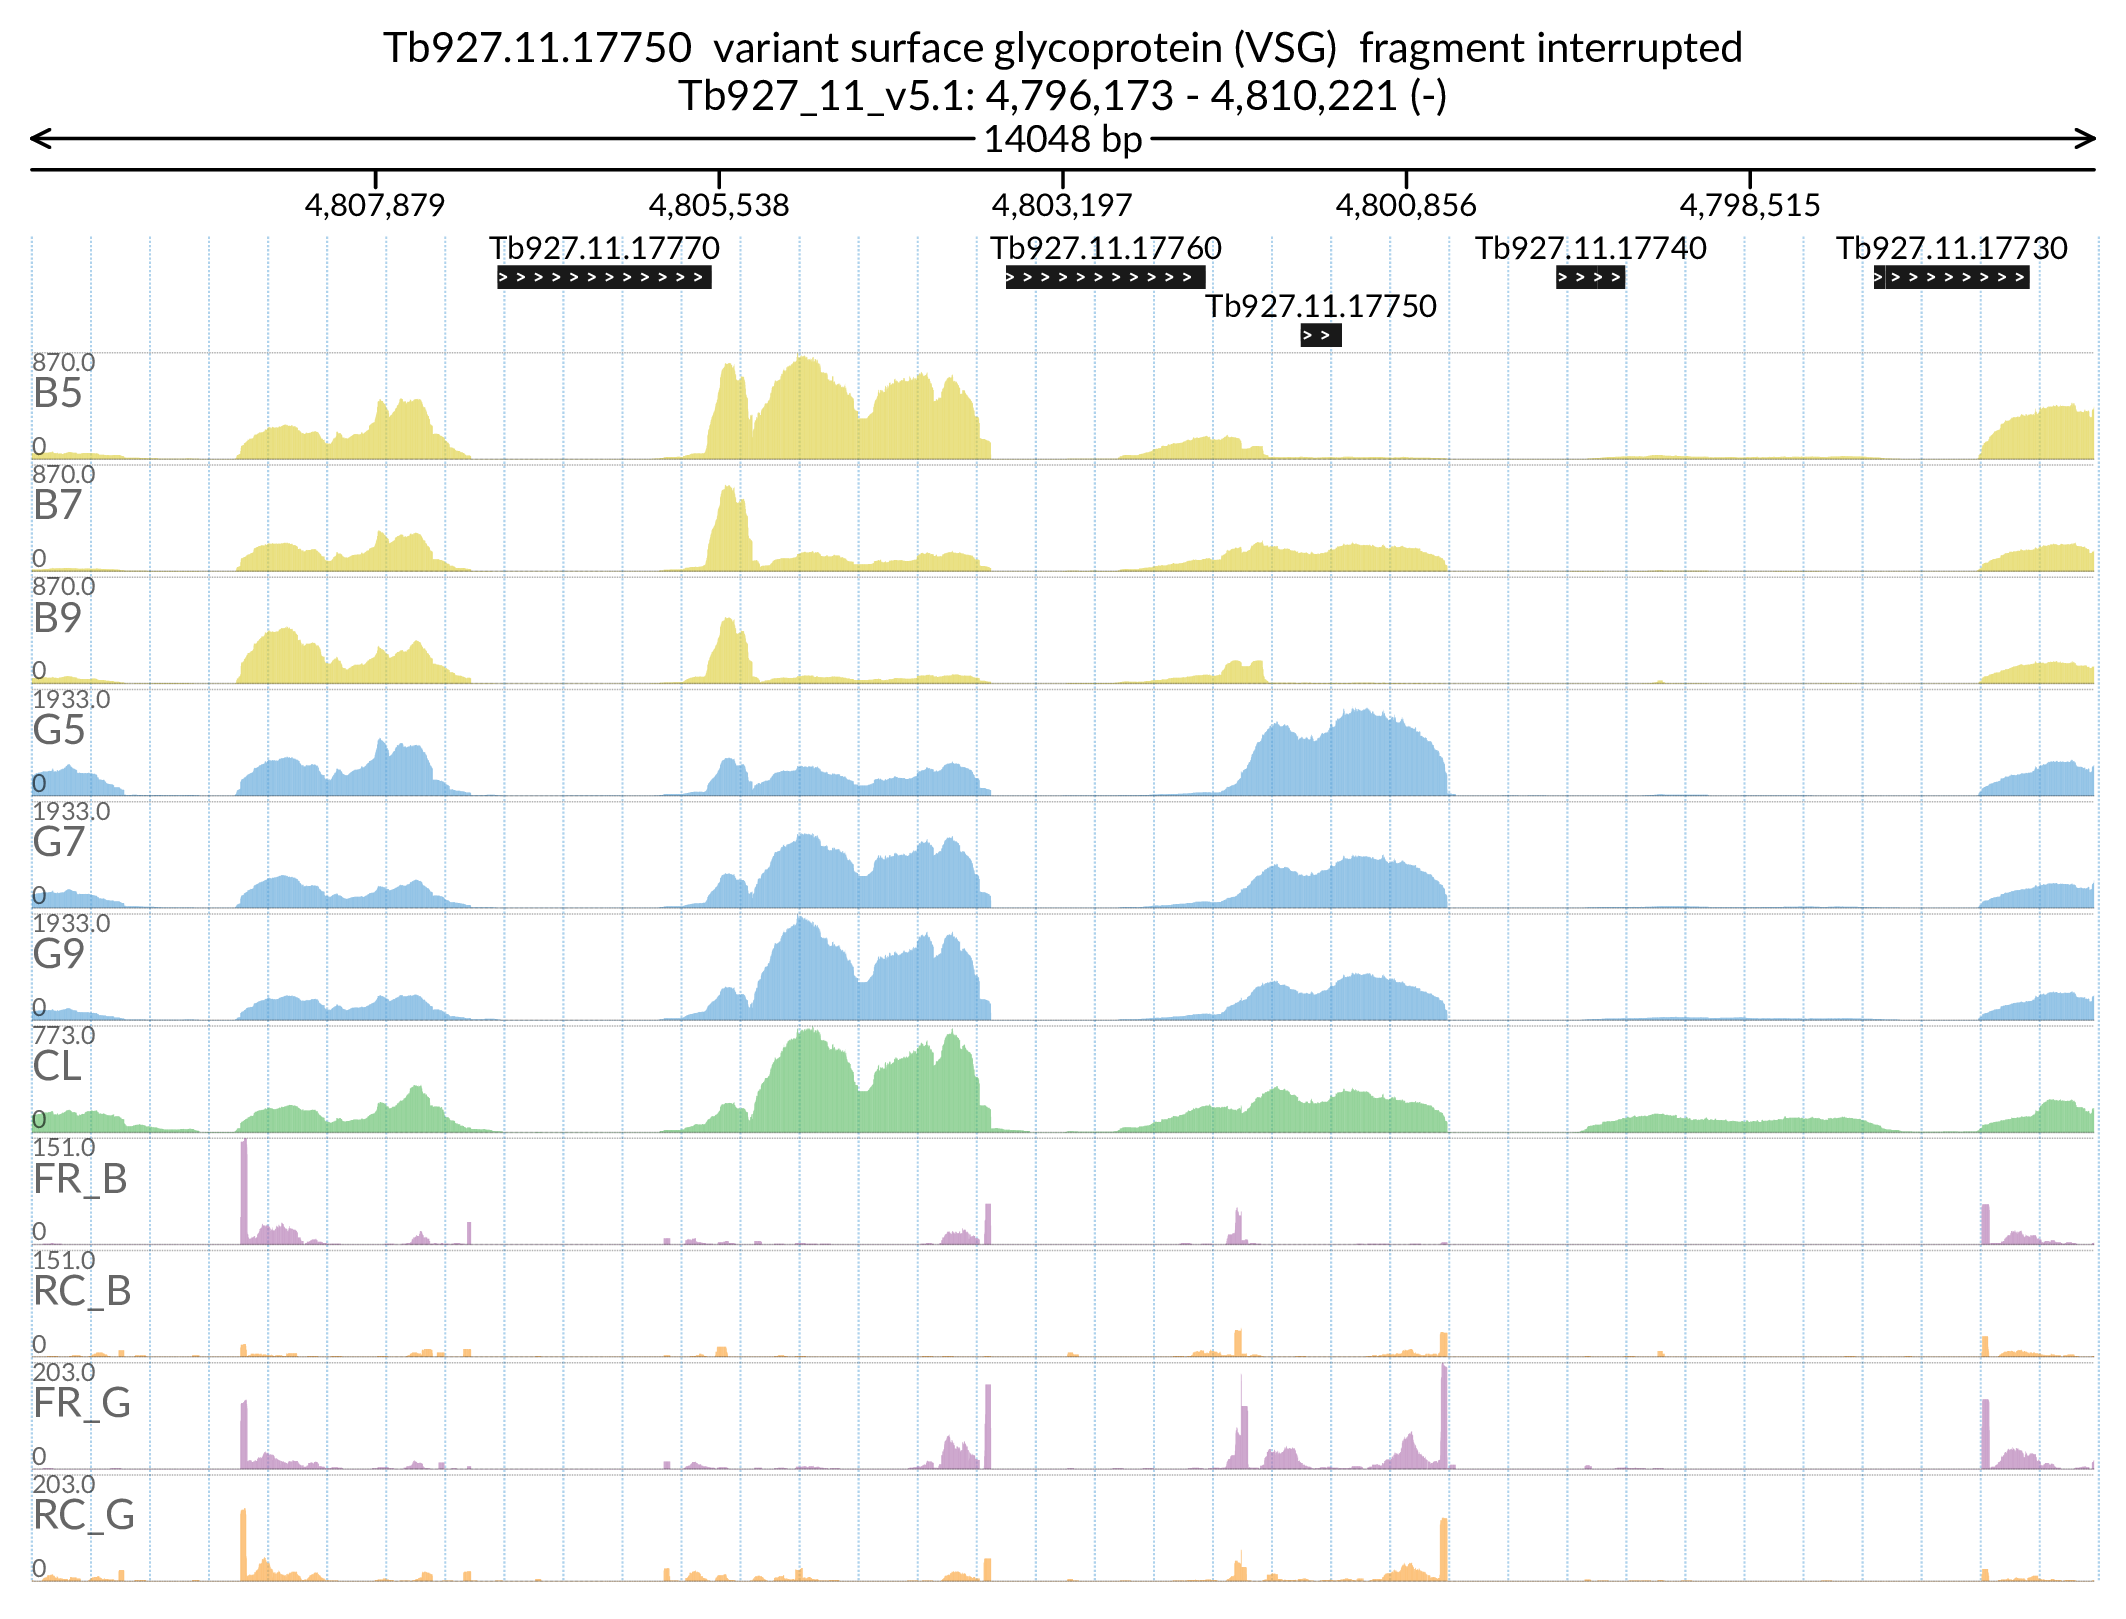 Tb927.11.17750 variant surface glycoprotein (VSG) fragment interrupted
Tb927_11_v5.1: 4,796,173 - 4,810,221 (-)
14048 bp
4,807,879 4,805,538 4,803,197 4,800,856 4,798,515
Tb927.11.17770 Tb927.11.17760 Tb927.11.17740 Tb927.11.17730
Tb927.11.17750
870.0
B5
0
870.0
B7
0
870.0
B9
0
1933.0
G5
0
1933.0
G7
0
1933.0
G9
0
773.0
CL
0
151.0
FR_B
0
151.0
RC_B
0
203.0
FR_G
0
203.0
RC_G
0